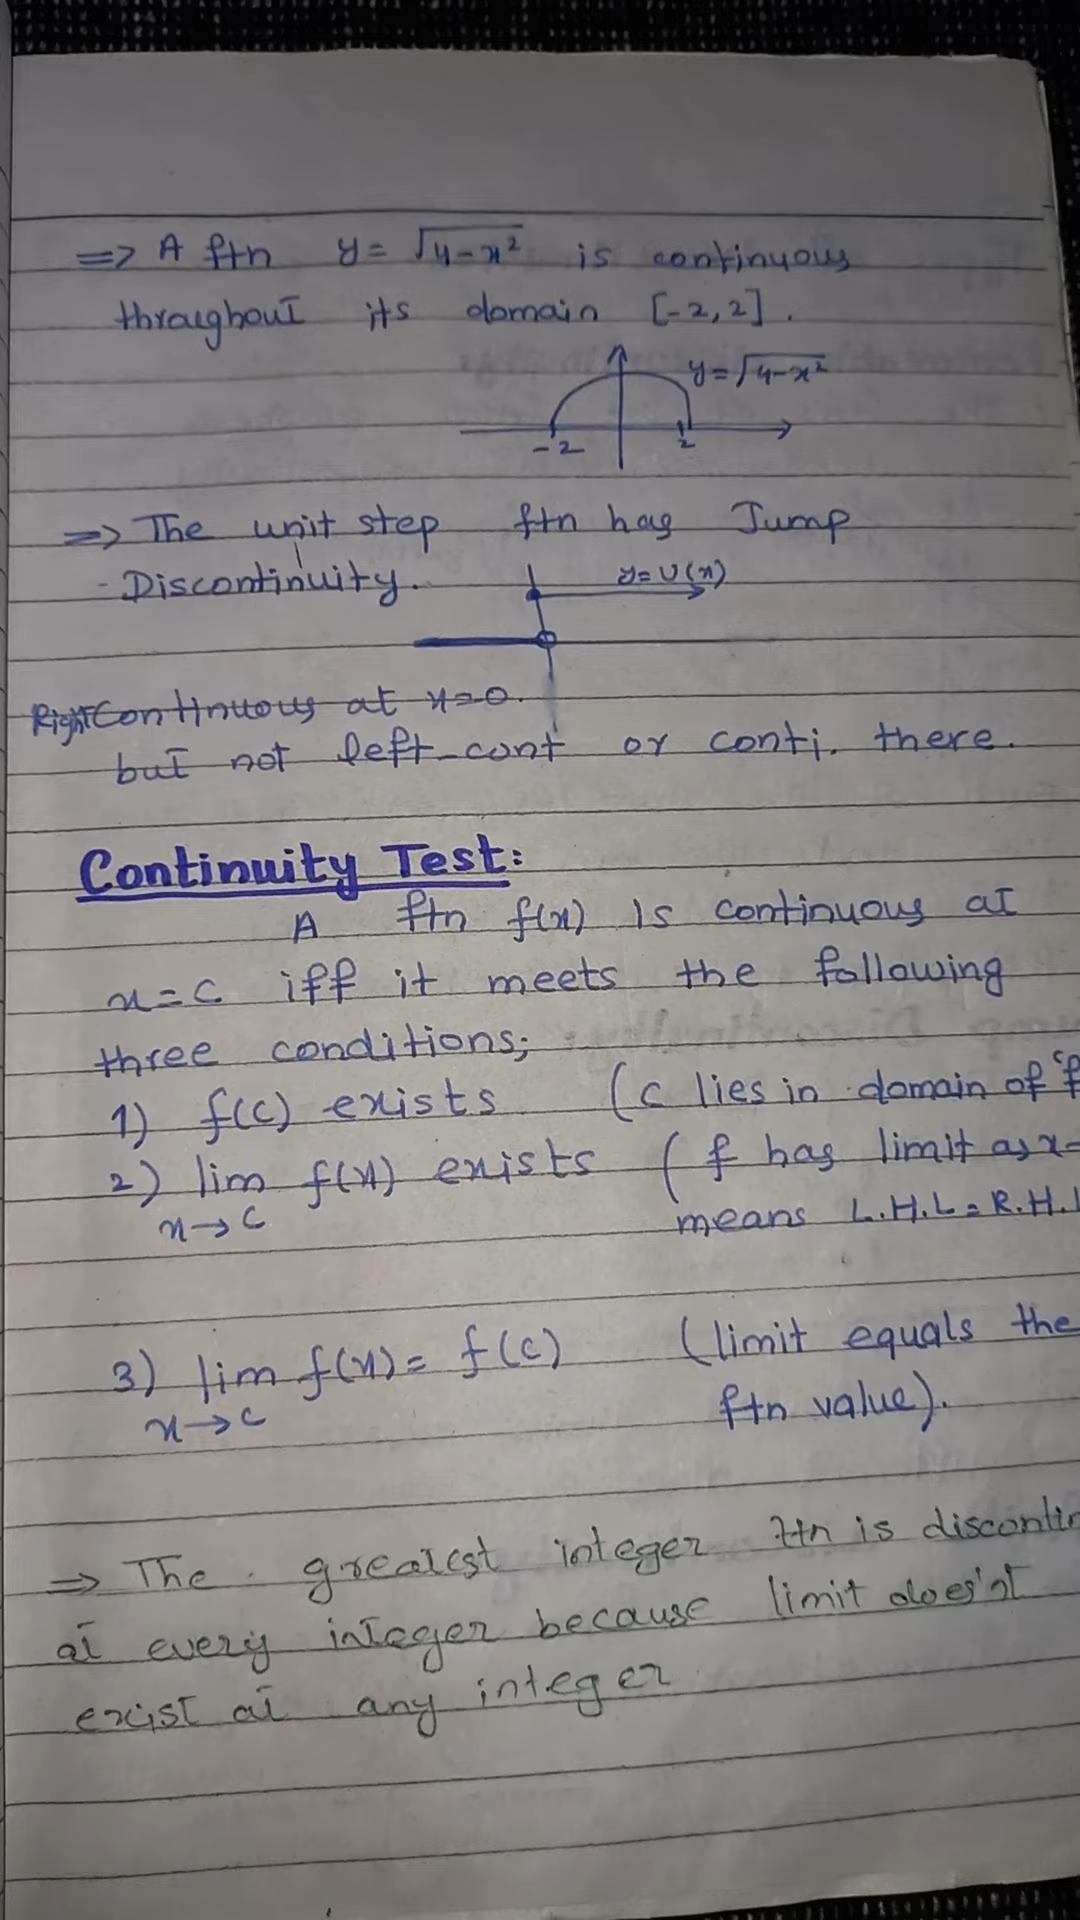 => A ftn y = √4-x² is continuous
throughout its domain [-2, 2].
y = √4-x²
-2 2
=> The unit step ftn has Jump
- Discontinuity.
y= U(x)
Right Continuous at x=0.
but not left cont or conti. there.
Continuity Test:
A ftn f(x) is continuous at
x = c iff it meets the following
three conditions;
1) f(c) exists (c lies in domain of "f
2) lim f(x) exists ( f has limit as x-
x→c means L.H.L = R.H.L
3) lim f(x) = f(c) (limit equals the
x→c ftn value).
=> The greatest integer ftn is discontin
at every integer because limit does'nt
exist at any integer